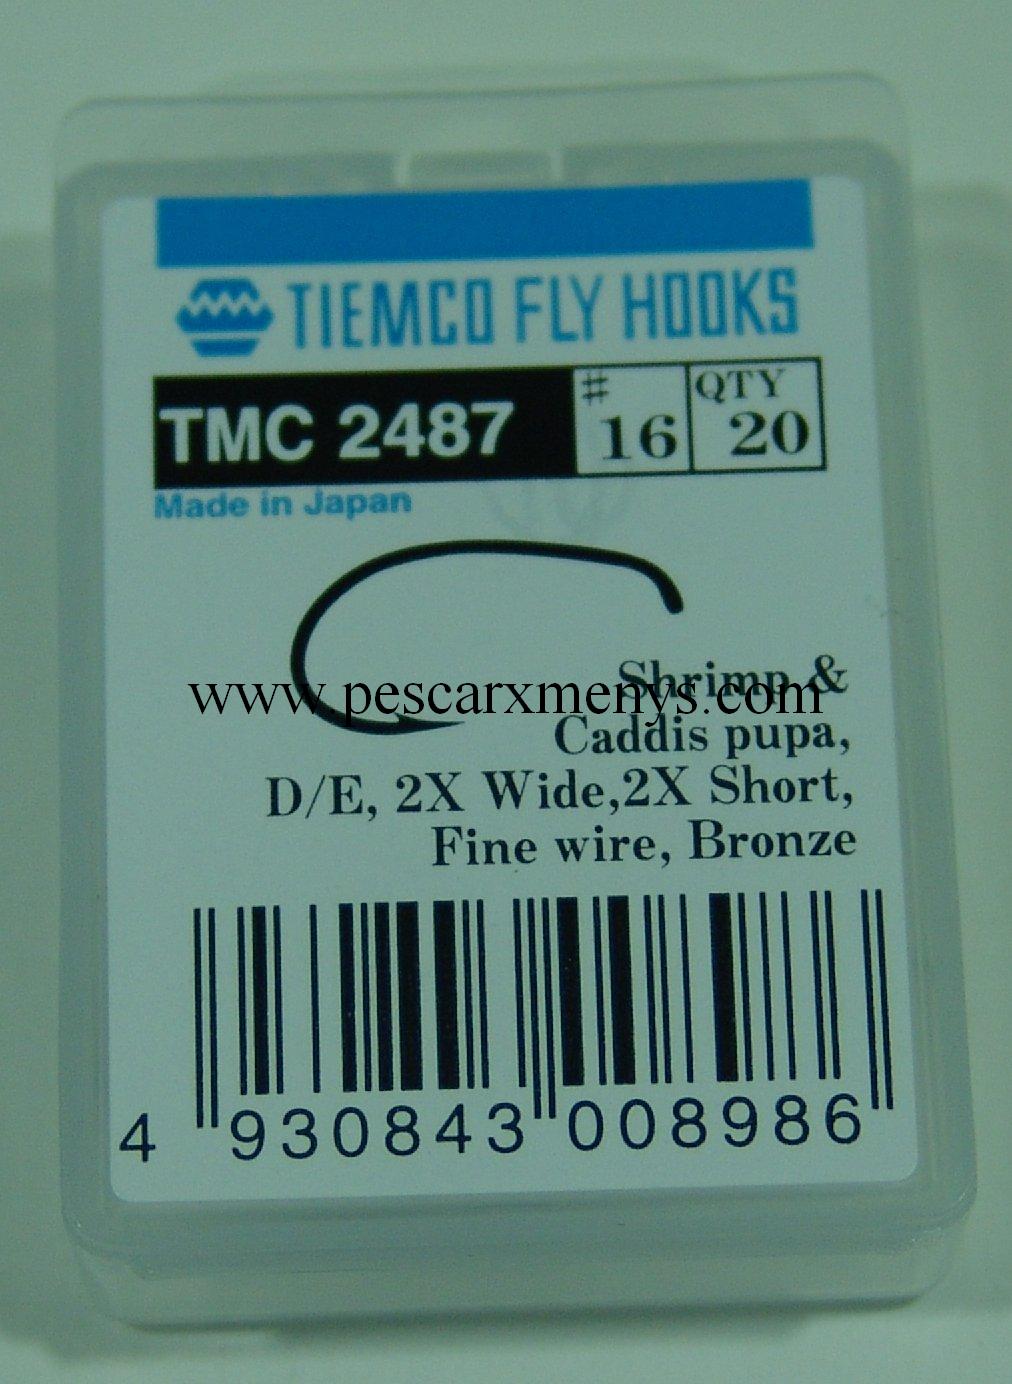 TIEMCO FLY HOOKS
TMC 2487 # 16 QTY 20
Made in Japan
Shrimp &
www.pescarxmenys.com
Caddis pupa,
D/E, 2X Wide,2X Short,
Fine wire, Bronze
4 930843 008986